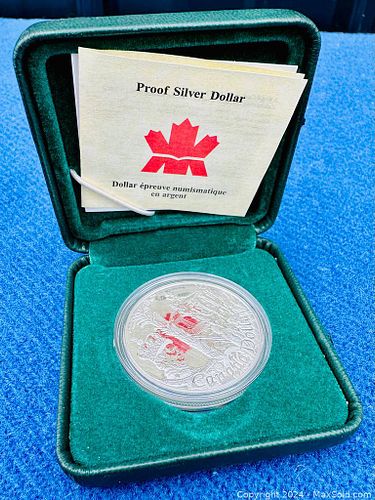 Proof Silver Dollar
Dollar épreuve numismatique
en argent
Canada Dollar
Copyright © 2024 - MaxSold.com